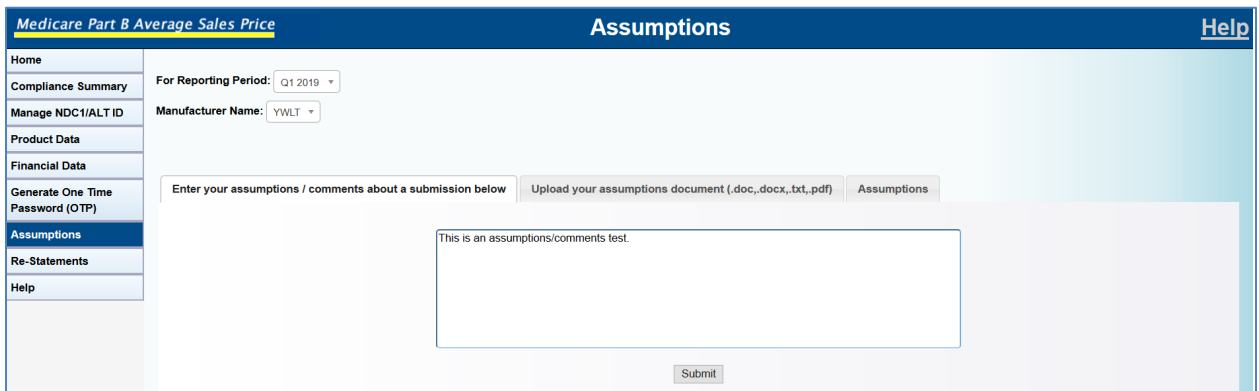 Medicare Part B Average Sales Price
Assumptions
Help
Home
Compliance Summary
Manage NDC1/ALT ID
Product Data
Financial Data
Generate One Time
Password (OTP)
Assumptions
Re-Statements
Help
For Reporting Period: Q1 2019
Manufacturer Name: YWLT
Enter your assumptions / comments about a submission below
Upload your assumptions document (.doc,.docx,.txt,.pdf)
Assumptions
This is an assumptions/comments test.
Submit